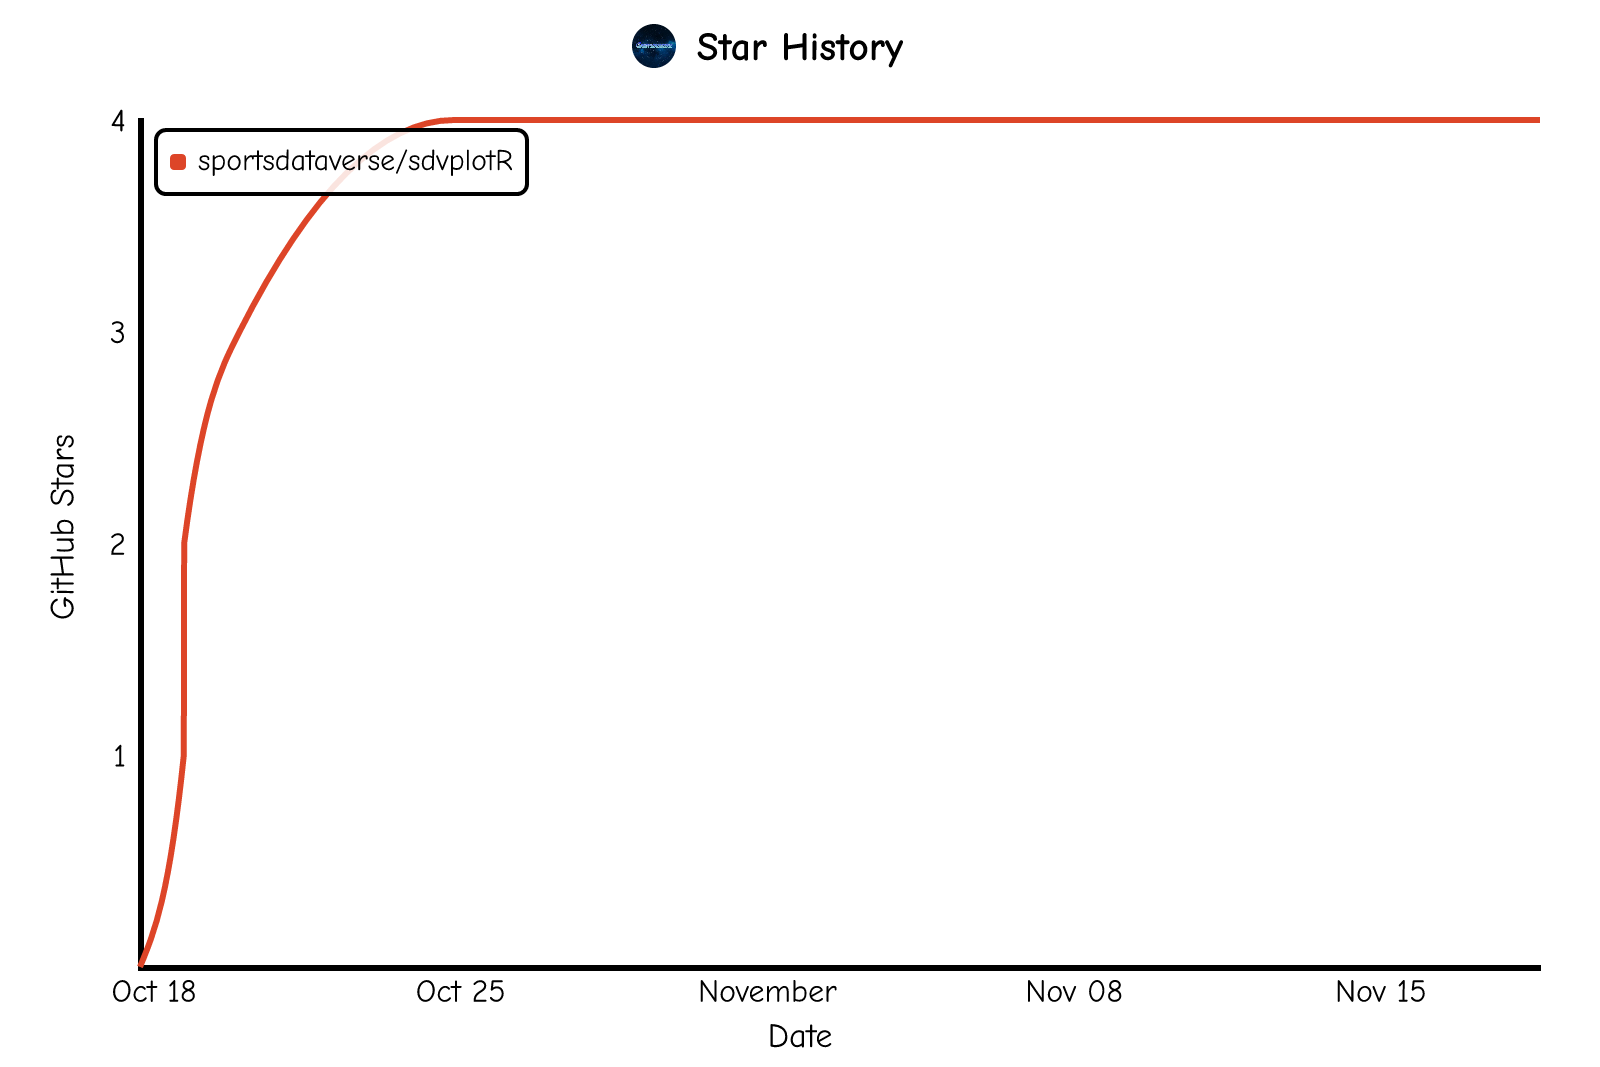 Star History
sportsdataverse/sdvplotR
4
3
2
1
GitHub Stars
Oct 18
Oct 25
November
Nov 08
Nov 15
Date